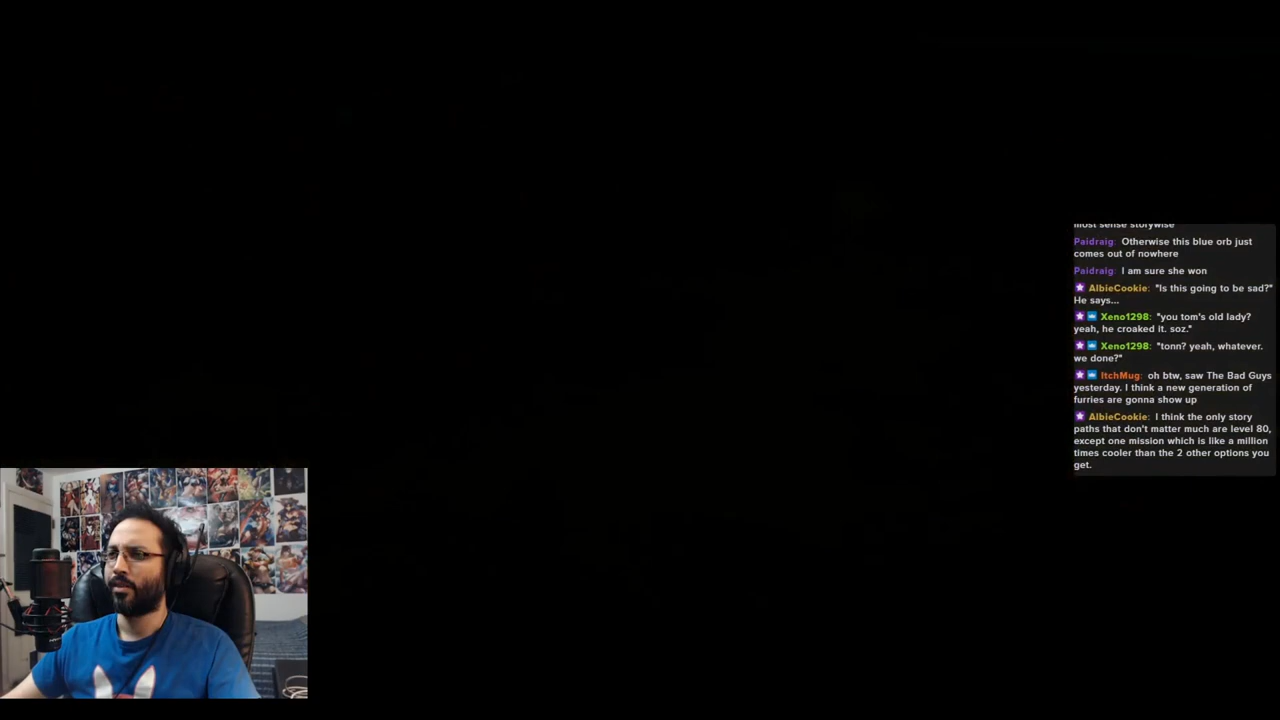 most sense storywise
Paidraig: Otherwise this blue orb just
comes out of nowhere
Paidraig: I am sure she won
AlbieCookie: "Is this going to be sad?"
He says...
Xeno1298: "you tom's old lady?
yeah, he croaked it. soz."
Xeno1298: "tonn? yeah, whatever.
we done?"
ItchMug: oh btw, saw The Bad Guys
yesterday. I think a new generation of
furries are gonna show up
AlbieCookie: I think the only story
paths that don't matter much are level 80,
except one mission which is like a million
times cooler than the 2 other options you
get.